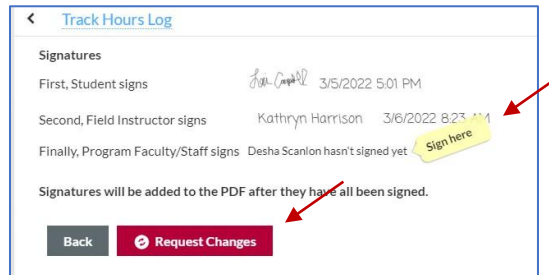 Track Hours Log
Signatures
First, Student signs 3/5/2022 5:01 PM
Second, Field Instructor signs Kathryn Harrison 3/6/2022 8:23 AM
Finally, Program Faculty/Staff signs Desha Scanlon hasn't signed yet Sign here
Signatures will be added to the PDF after they have all been signed.
Back Request Changes